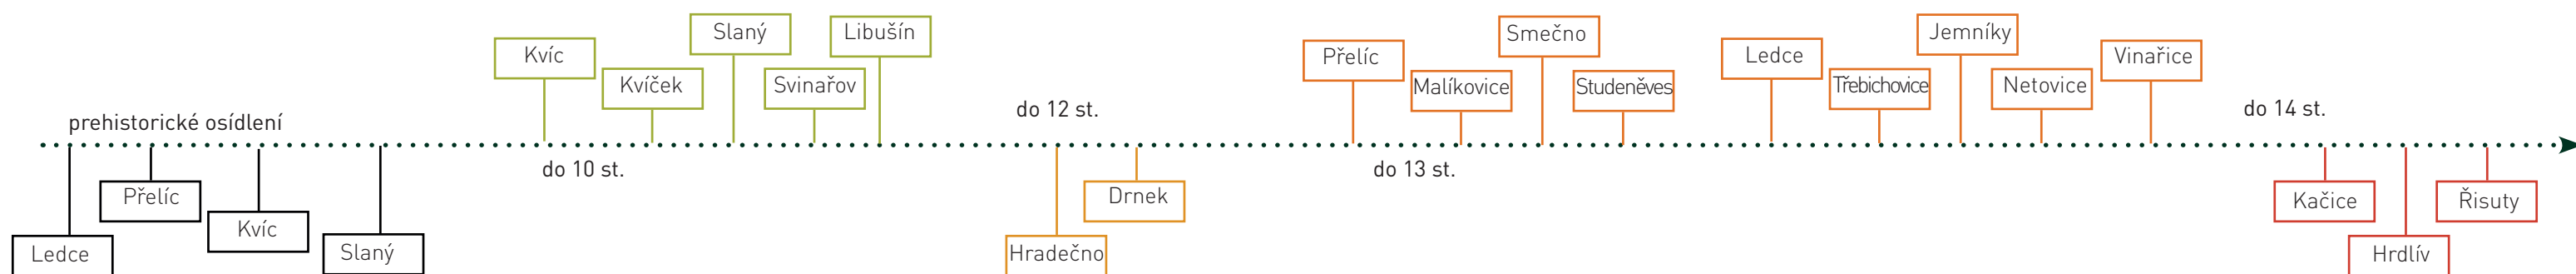 prehistorické osídlení
Ledce
Přelíc
Kvíc
Slaný
do 10 st.
Kvíc
Kvíček
Slaný
Svinařov
Libušín
do 12 st.
Hradečno
Drnek
do 13 st.
Přelíc
Malíkovice
Smečno
Studeněves
Ledce
Třebichovice
Jemníky
Netovice
Vinařice
do 14 st.
Kačice
Hrdlív
Řisuty